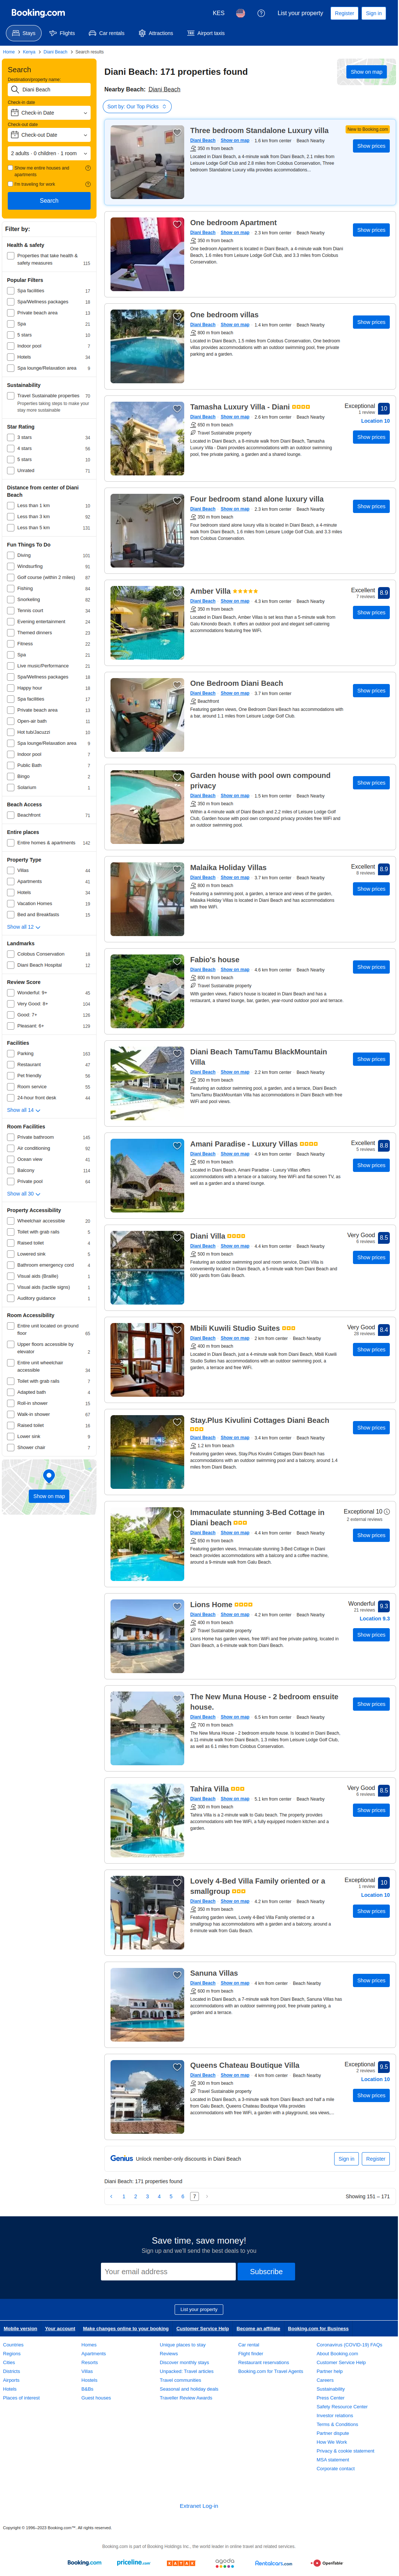 Booking.com
KES
List your property
Register
Sign in
Stays
Flights
Car rentals
Attractions
Airport taxis
Home > Kenya > Diani Beach > Search results
Search
Destination/property name:
Diani Beach
Check-in date
Check-in Date
Check-out date
Check-out Date
2 adults · 0 children · 1 room
Show me entire houses and apartments
I'm traveling for work
Search
Filter by:
Health & safety
Properties that take health & safety measures 115
Popular Filters
Spa facilities 17
Spa/Wellness packages 18
Private beach area 13
Spa 21
5 stars 10
Indoor pool 7
Hotels 34
Spa lounge/Relaxation area 9
Sustainability
Travel Sustainable properties 70
Properties taking steps to make your stay more sustainable
Star Rating
3 stars 34
4 stars 56
5 stars 10
Unrated 71
Distance from center of Diani Beach
Less than 1 km 10
Less than 3 km 92
Less than 5 km 131
Fun Things To Do
Diving 101
Windsurfing 91
Golf course (within 2 miles) 87
Fishing 84
Snorkeling 82
Tennis court 34
Evening entertainment 24
Themed dinners 23
Fitness 22
Spa 21
Live music/Performance 21
Spa/Wellness packages 18
Happy hour 18
Spa facilities 17
Private beach area 13
Open-air bath 11
Hot tub/Jacuzzi 10
Spa lounge/Relaxation area 9
Indoor pool 7
Public Bath 7
Bingo 2
Solarium 1
Beach Access
Beachfront 71
Entire places
Entire homes & apartments 142
Property Type
Villas 44
Apartments 41
Hotels 34
Vacation Homes 19
Bed and Breakfasts 15
Show all 12
Landmarks
Colobus Conservation 18
Diani Beach Hospital 12
Review Score
Wonderful: 9+ 45
Very Good: 8+ 104
Good: 7+ 126
Pleasant: 6+ 129
Facilities
Parking 163
Restaurant 47
Pet friendly 56
Room service 55
24-hour front desk 44
Show all 14
Room Facilities
Private bathroom 145
Air conditioning 92
Ocean view 41
Balcony 114
Private pool 64
Show all 30
Property Accessibility
Wheelchair accessible 20
Toilet with grab rails 5
Raised toilet 4
Lowered sink 5
Bathroom emergency cord 4
Visual aids (Braille) 1
Visual aids (tactile signs) 1
Auditory guidance 1
Room Accessibility
Entire unit located on ground floor 60
Upper floors accessible by elevator 2
Entire unit wheelchair accessible 34
Toilet with grab rails 7
Adapted bath 4
Roll-in shower 15
Walk-in shower 67
Raised toilet 16
Lower sink 9
Shower chair 7
Show on map
Diani Beach: 171 properties found
Show on map
Nearby Beach: Diani Beach
Sort by: Our Top Picks
Three bedroom Standalone Luxury villa
New to Booking.com
Diani Beach Show on map 1.6 km from center Beach Nearby
350 m from beach
Show prices
Located in Diani Beach, a 4-minute walk from Diani Beach, 2.1 miles from Leisure Lodge Golf Club and 2.8 miles from Colobus Conservation, Three bedroom Standalone Luxury villa provides accommodations...
One bedroom Apartment
Diani Beach Show on map 2.3 km from center Beach Nearby
350 m from beach
Show prices
One bedroom Apartment is located in Diani Beach, a 4-minute walk from Diani Beach, 1.6 miles from Leisure Lodge Golf Club, and 3.3 miles from Colobus Conservation.
One bedroom villas
Diani Beach Show on map 1.4 km from center Beach Nearby
800 m from beach
Show prices
Located in Diani Beach, 1.5 miles from Colobus Conservation, One bedroom villas provides accommodations with an outdoor swimming pool, free private parking and a garden.
Tamasha Luxury Villa - Diani
Exceptional 10
1 review
Location 10
Diani Beach Show on map 2.6 km from center Beach Nearby
650 m from beach
Travel Sustainable property
Show prices
Located in Diani Beach, a 8-minute walk from Diani Beach, Tamasha Luxury Villa - Diani provides accommodations with an outdoor swimming pool, free private parking, a garden and a shared lounge.
Four bedroom stand alone luxury villa
Diani Beach Show on map 2.3 km from center Beach Nearby
350 m from beach
Show prices
Four bedroom stand alone luxury villa is located in Diani Beach, a 4-minute walk from Diani Beach, 1.6 miles from Leisure Lodge Golf Club, and 3.3 miles from Colobus Conservation.
Amber Villa
Excellent 8.9
7 reviews
Diani Beach Show on map 4.3 km from center Beach Nearby
350 m from beach
Show prices
Located in Diani Beach, Amber Villas is set less than a 5-minute walk from Galu Kinondo Beach. It offers an outdoor pool and elegant self-catering accommodations featuring free WiFi.
One Bedroom Diani Beach
Diani Beach Show on map 3.7 km from center
Beachfront
Show prices
Featuring garden views, One Bedroom Diani Beach has accommodations with a bar, around 1.1 miles from Leisure Lodge Golf Club.
Garden house with pool own compound privacy
Diani Beach Show on map 1.5 km from center Beach Nearby
350 m from beach
Show prices
Within a 4-minute walk of Diani Beach and 2.2 miles of Leisure Lodge Golf Club, Garden house with pool own compound privacy provides free WiFi and an outdoor swimming pool.
Malaika Holiday Villas
Excellent 8.9
8 reviews
Diani Beach Show on map 3.7 km from center Beach Nearby
800 m from beach
Show prices
Featuring a swimming pool, a garden, a terrace and views of the garden, Malaika Holiday Villas is located in Diani Beach and has accommodations with free WiFi.
Fabio's house
Diani Beach Show on map 4.6 km from center Beach Nearby
800 m from beach
Travel Sustainable property
Show prices
With garden views, Fabio's house is located in Diani Beach and has a restaurant, a shared lounge, bar, garden, year-round outdoor pool and terrace.
Diani Beach TamuTamu BlackMountain Villa
Diani Beach Show on map 2.2 km from center Beach Nearby
350 m from beach
Show prices
Featuring an outdoor swimming pool, a garden, and a terrace, Diani Beach TamuTamu BlackMountain Villa has accommodations in Diani Beach with free WiFi and pool views.
Amani Paradise - Luxury Villas
Excellent 8.8
5 reviews
Diani Beach Show on map 4.9 km from center Beach Nearby
650 m from beach
Show prices
Located in Diani Beach, Amani Paradise - Luxury Villas offers accommodations with a terrace or a balcony, free WiFi and flat-screen TV, as well as a garden and a shared lounge.
Diani Villa
Very Good 8.5
6 reviews
Diani Beach Show on map 4.4 km from center Beach Nearby
500 m from beach
Show prices
Featuring an outdoor swimming pool and room service, Diani Villa is conveniently located in Diani Beach, a 5-minute walk from Diani Beach and 600 yards from Galu Beach.
Mbili Kuwili Studio Suites
Very Good 8.4
28 reviews
Diani Beach Show on map 2 km from center Beach Nearby
400 m from beach
Show prices
Located in Diani Beach, just a 4-minute walk from Diani Beach, Mbili Kuwili Studio Suites has accommodations with an outdoor swimming pool, a garden, a terrace and free WiFi.
Stay.Plus Kivulini Cottages Diani Beach
Diani Beach Show on map 3.4 km from center Beach Nearby
1.2 km from beach
Show prices
Featuring garden views, Stay.Plus Kivulini Cottages Diani Beach has accommodations with an outdoor swimming pool and a balcony, around 1.4 miles from Diani Beach.
Immaculate stunning 3-Bed Cottage in Diani beach
Exceptional 10
2 external reviews
Diani Beach Show on map 4.4 km from center Beach Nearby
650 m from beach
Show prices
Featuring garden views, Immaculate stunning 3-Bed Cottage in Diani beach provides accommodations with a balcony and a coffee machine, around a 9-minute walk from Galu Beach.
Lions Home
Wonderful 9.3
21 reviews
Location 9.3
Diani Beach Show on map 4.2 km from center Beach Nearby
400 m from beach
Travel Sustainable property
Show prices
Lions Home has garden views, free WiFi and free private parking, located in Diani Beach, a 6-minute walk from Diani Beach.
The New Muna House - 2 bedroom ensuite house.
Diani Beach Show on map 6.5 km from center Beach Nearby
700 m from beach
Show prices
The New Muna House - 2 bedroom ensuite house. Is located in Diani Beach, a 11-minute walk from Diani Beach, 1.3 miles from Leisure Lodge Golf Club, as well as 6.1 miles from Colobus Conservation.
Tahira Villa
Very Good 8.5
6 reviews
Diani Beach Show on map 5.1 km from center Beach Nearby
300 m from beach
Show prices
Tahira Villa is a 2-minute walk to Galu beach. The property provides accommodations with free WiFi, a fully equipped modern kitchen and a garden.
Lovely 4-Bed Villa Family oriented or a smallgroup
Exceptional 10
1 review
Location 10
Diani Beach Show on map 4.2 km from center Beach Nearby
350 m from beach
Show prices
Featuring garden views, Lovely 4-Bed Villa Family oriented or a smallgroup has accommodations with a garden and a balcony, around a 8-minute walk from Galu Beach.
Sanuna Villas
Diani Beach Show on map 4 km from center Beach Nearby
600 m from beach
Show prices
Located in Diani Beach, a 7-minute walk from Diani Beach, Sanuna Villas has accommodations with an outdoor swimming pool, free private parking, a garden and a terrace.
Queens Chateau Boutique Villa
Exceptional 9.5
2 reviews
Location 10
Diani Beach Show on map 4 km from center Beach Nearby
300 m from beach
Travel Sustainable property
Show prices
Located in Diani Beach, a 3-minute walk from Diani Beach and half a mile from Galu Beach, Queens Chateau Boutique Villa provides accommodations with free WiFi, a garden with a playground, sea views,...
Genius Unlock member-only discounts in Diani Beach
Sign in
Register
Diani Beach: 171 properties found
1 2 3 4 5 6 7
Showing 151 – 171
Save time, save money!
Sign up and we'll send the best deals to you
Your email address
Subscribe
List your property
Mobile version
Your account
Make changes online to your booking
Customer Service Help
Become an affiliate
Booking.com for Business
Countries
Regions
Cities
Districts
Airports
Hotels
Places of interest
Homes
Apartments
Resorts
Villas
Hostels
B&Bs
Guest houses
Unique places to stay
Reviews
Discover monthly stays
Unpacked: Travel articles
Travel communities
Seasonal and holiday deals
Traveller Review Awards
Car rental
Flight finder
Restaurant reservations
Booking.com for Travel Agents
Coronavirus (COVID-19) FAQs
About Booking.com
Customer Service Help
Partner help
Careers
Sustainability
Press Center
Safety Resource Center
Investor relations
Terms & Conditions
Partner dispute
How We Work
Privacy & cookie statement
MSA statement
Corporate contact
Extranet Log-in
Copyright © 1996–2023 Booking.com™. All rights reserved.
Booking.com is part of Booking Holdings Inc., the world leader in online travel and related services.
Booking.com
priceline.com
KAYAK
agoda
Rentalcars.com
OpenTable